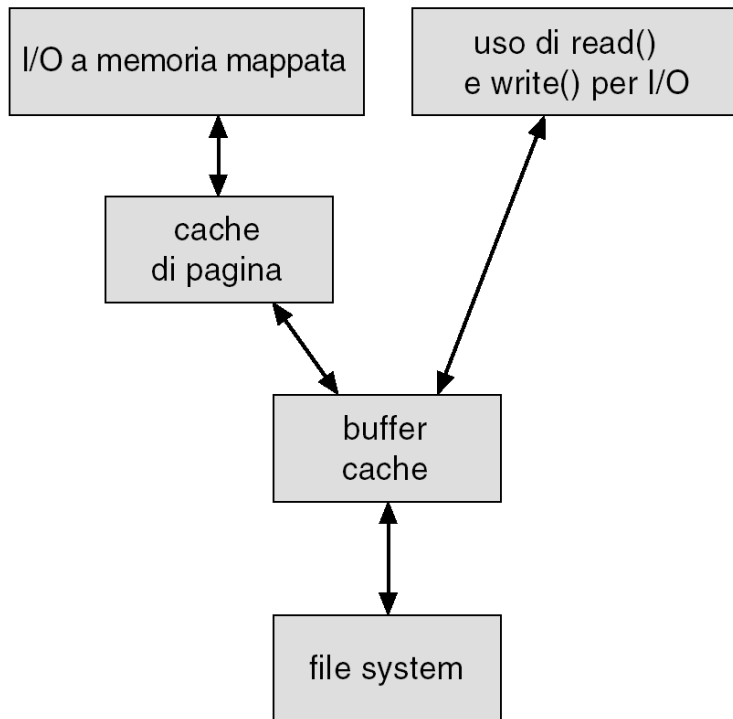 I/O a memoria mappata
uso di read()
e write() per I/O
cache
di pagina
buffer
cache
file system